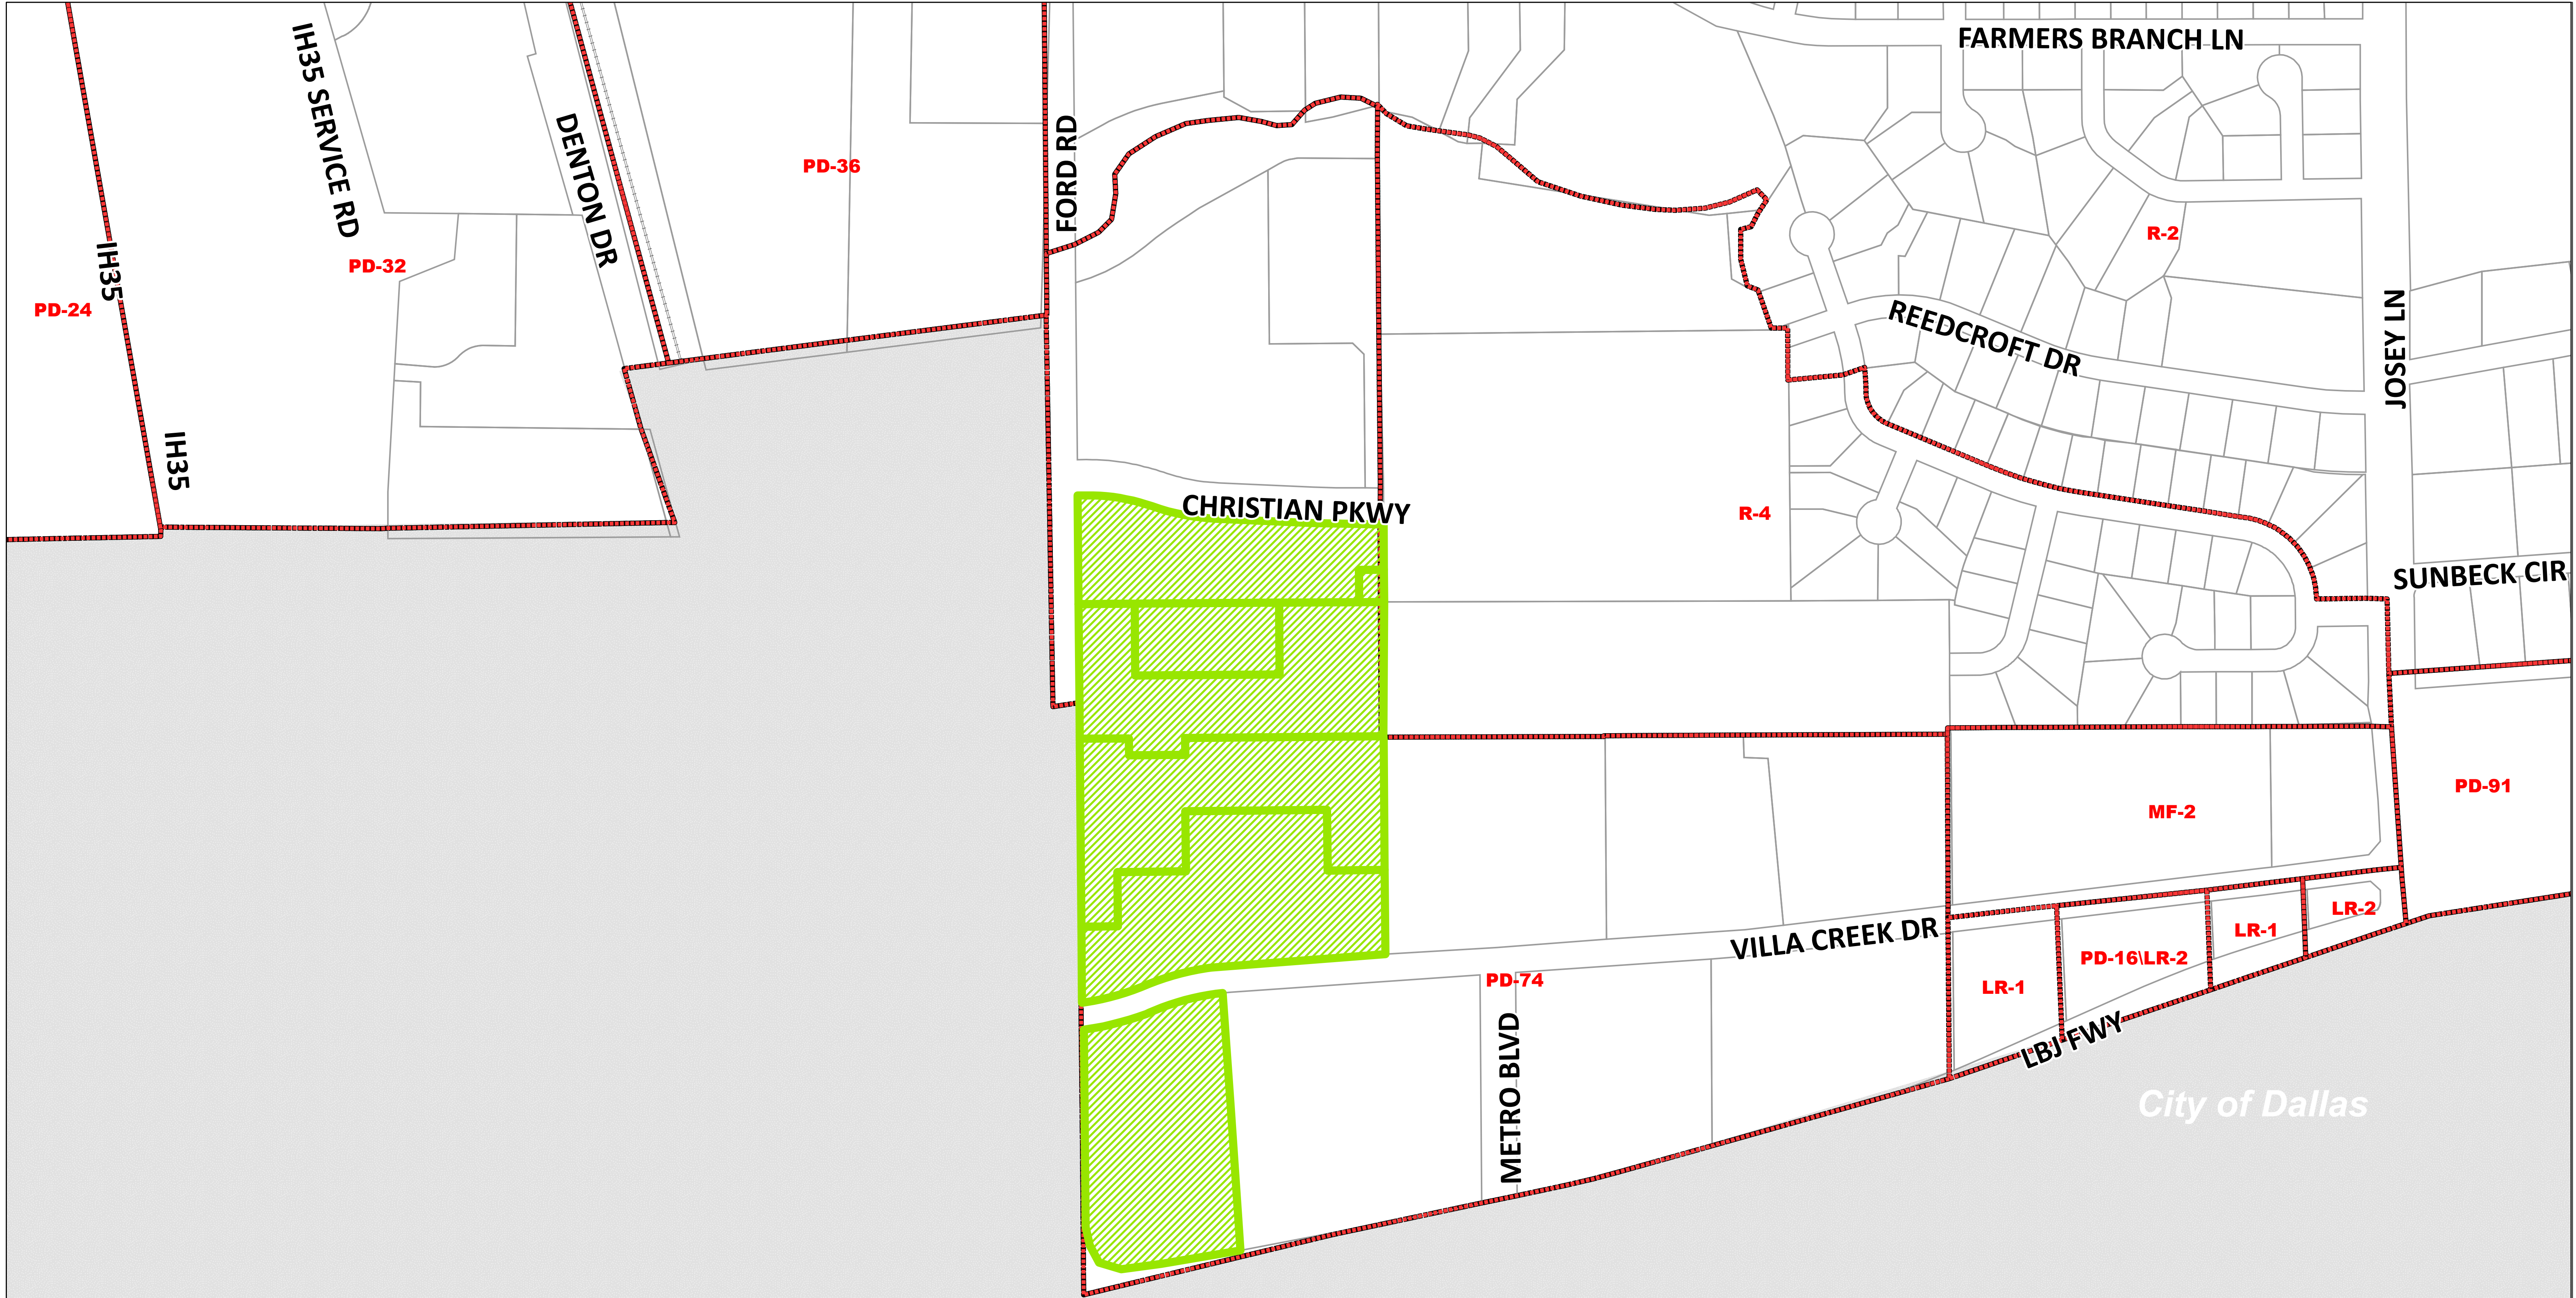 FARMERS BRANCH LN
IH35 SERVICE RD
DENTON DR
FORD RD
PD-36
R-2
IH35
PD-32
PD-24
REEDCROFT DR
JOSEY LN
IH35
CHRISTIAN PKWY
R-4
SUNBECK CIR
PD-91
MF-2
LR-2
LR-1
VILLA CREEK DR
PD-16\LR-2
PD-74
LR-1
METRO BLVD
LBJ FWY
City of Dallas